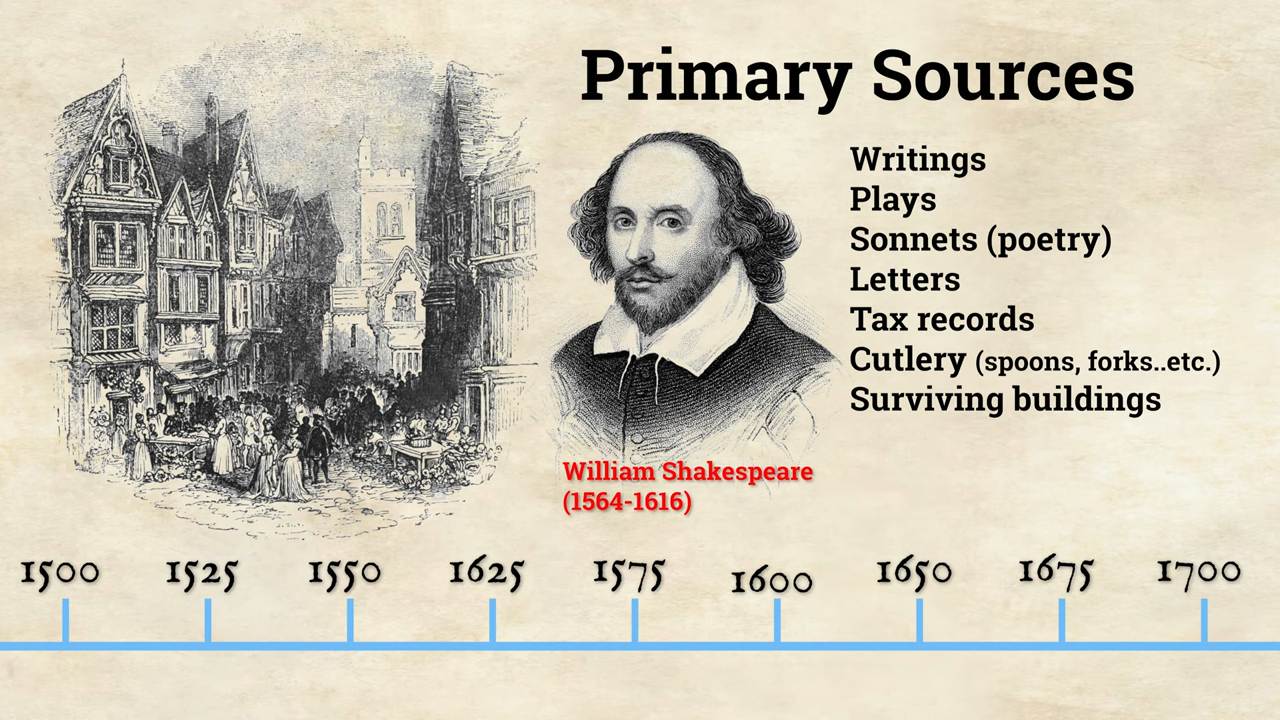 Primary Sources
Writings
Plays
Sonnets (poetry)
Letters
Tax records
Cutlery (spoons, forks..etc.)
Surviving buildings
William Shakespeare
(1564-1616)
1500 1525 1550 1625 1575 1600 1650 1675 1700